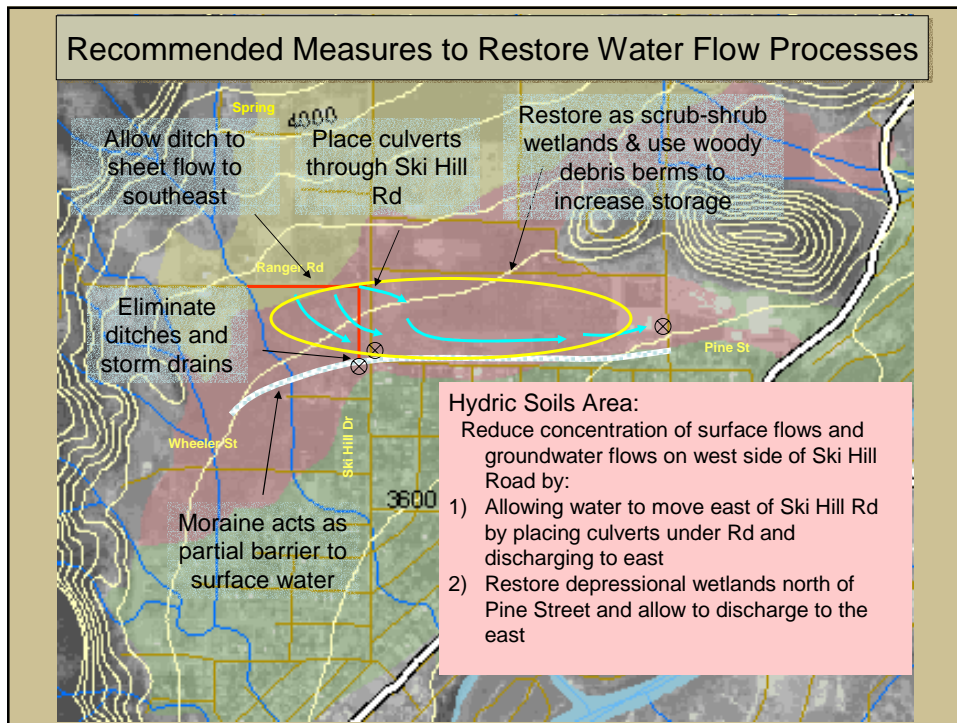 Recommended Measures to Restore Water Flow Processes
Spring
4000
Allow ditch to
sheet flow to
southeast
Place culverts
through Ski Hill
Rd
Restore as scrub-shrub
wetlands & use woody
debris berms to
increase storage
Ranger Rd
Eliminate
ditches and
storm drains
Pine St
Wheeler St
Ski Hill Dr
3600
Moraine acts as
partial barrier to
surface water
Hydric Soils Area:
Reduce concentration of surface flows and
groundwater flows on west side of Ski Hill
Road by:
1) Allowing water to move east of Ski Hill Rd
by placing culverts under Rd and
discharging to east
2) Restore depressional wetlands north of
Pine Street and allow to discharge to the
east